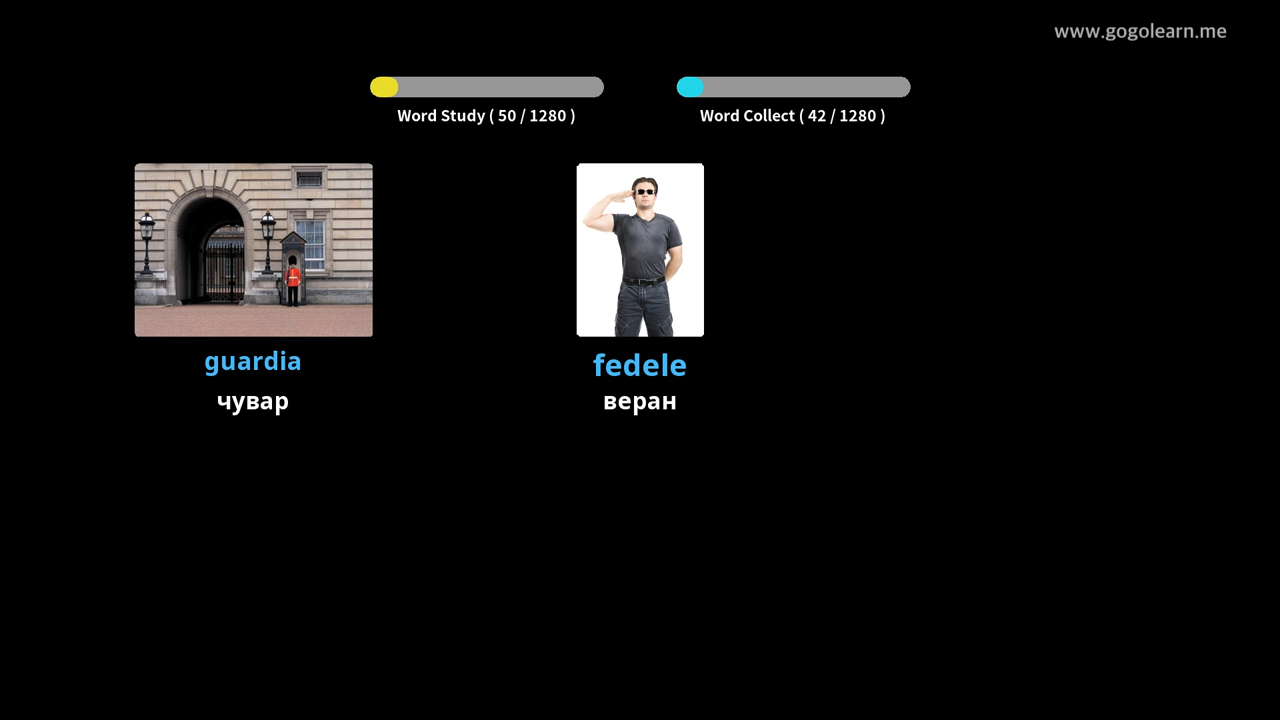 www.gogolearn.me
Word Study ( 50 / 1280 )
Word Collect ( 42 / 1280 )
guardia
чувар
fedele
веран